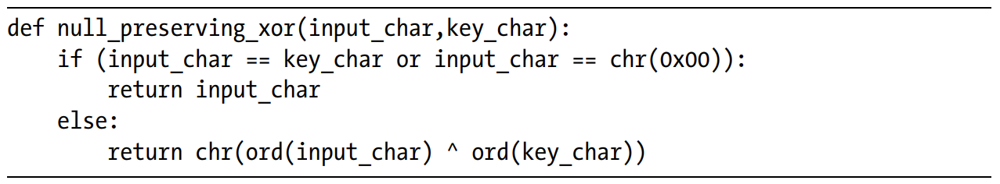 def null_preserving_xor(input_char,key_char):
    if (input_char == key_char or input_char == chr(0x00)):
        return input_char
    else:
        return chr(ord(input_char) ^ ord(key_char))